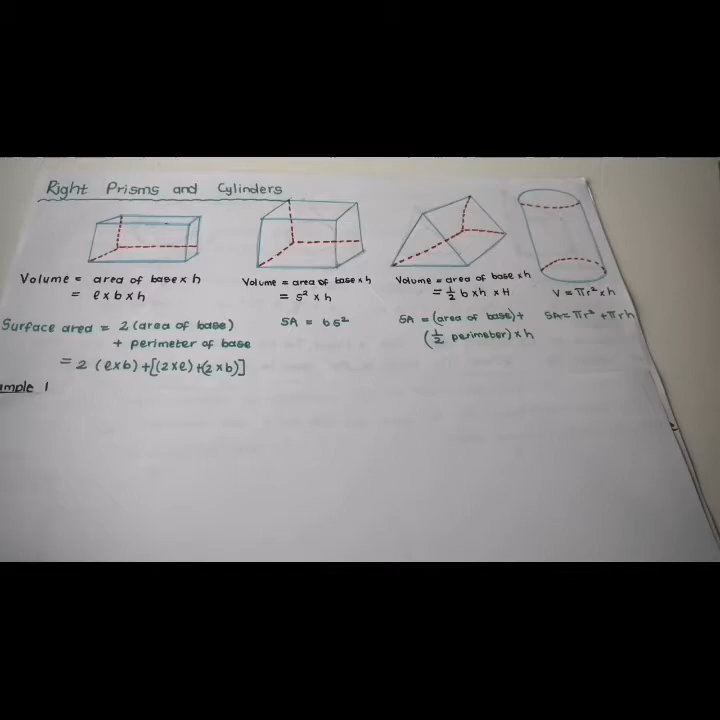 Right Prisms and Cylinders
Volume = area of base x h
= l x b x h
Surface area = 2 (area of base)
+ perimeter of base
= 2 (l x b) + [(2 x l) + (2 x b)]
Volume = area of base x h
= s² x h
SA = 6s²
Volume = area of base x h
= ½ b x h x H
SA = (area of base) +
(½ perimeter) x h
V = πr² x h
SA = πr² + πrh
ample 1